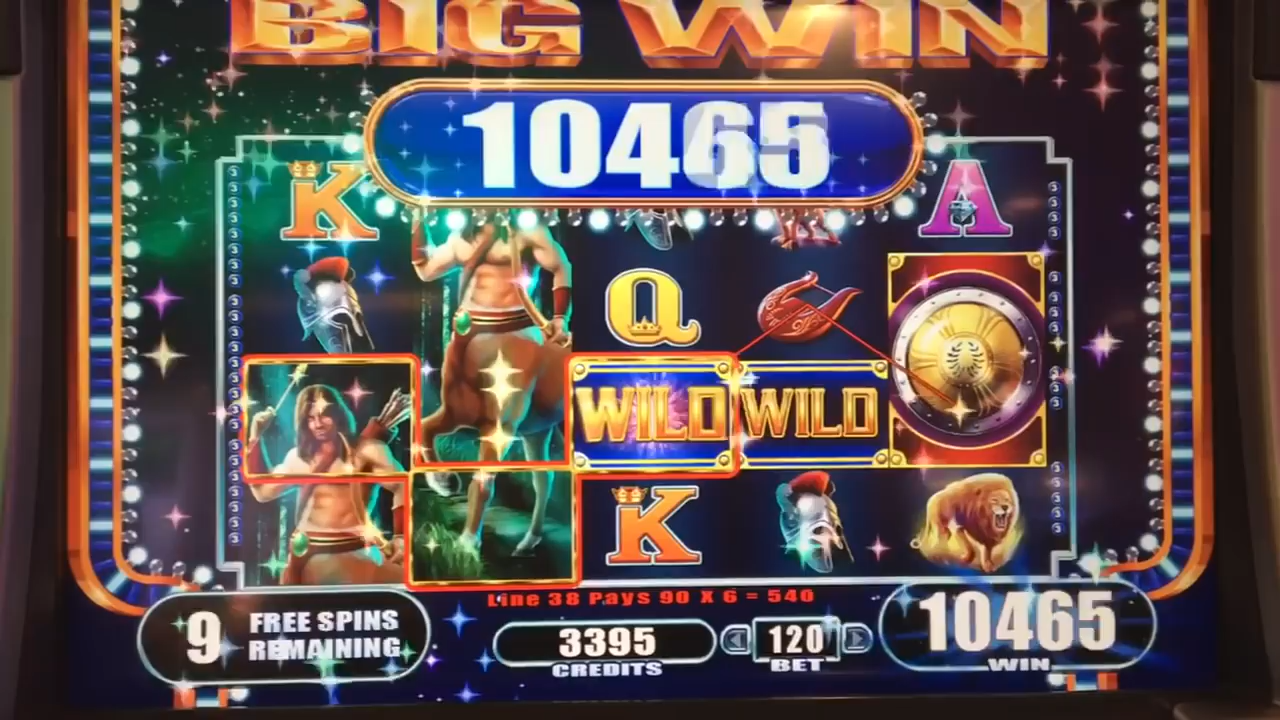 BIG WIN
10465
K
A
Q
WILD WILD
K
Line 38 Pays 90 X 6 = 540
9 FREE SPINS REMAINING
3395 CREDITS
120 BET
10465 WIN